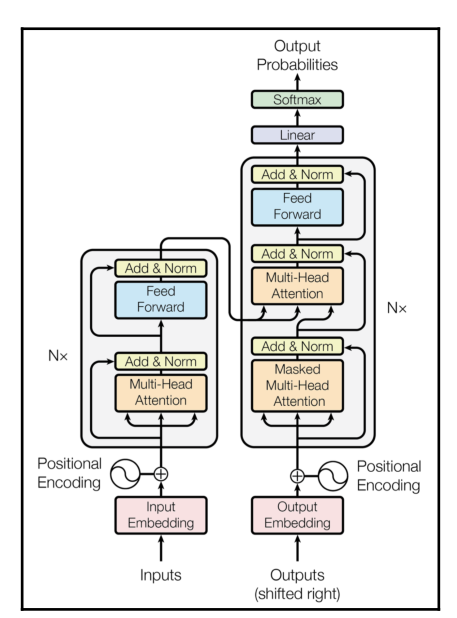 Output
Probabilities
Softmax
Linear
Add & Norm
Feed
Forward
Add & Norm
Multi-Head
Attention
Add & Norm
Masked
Multi-Head
Attention
Nx
Add & Norm
Feed
Forward
Nx
Add & Norm
Multi-Head
Attention
Positional
Encoding
Positional
Encoding
Input
Embedding
Output
Embedding
Inputs
Outputs
(shifted right)